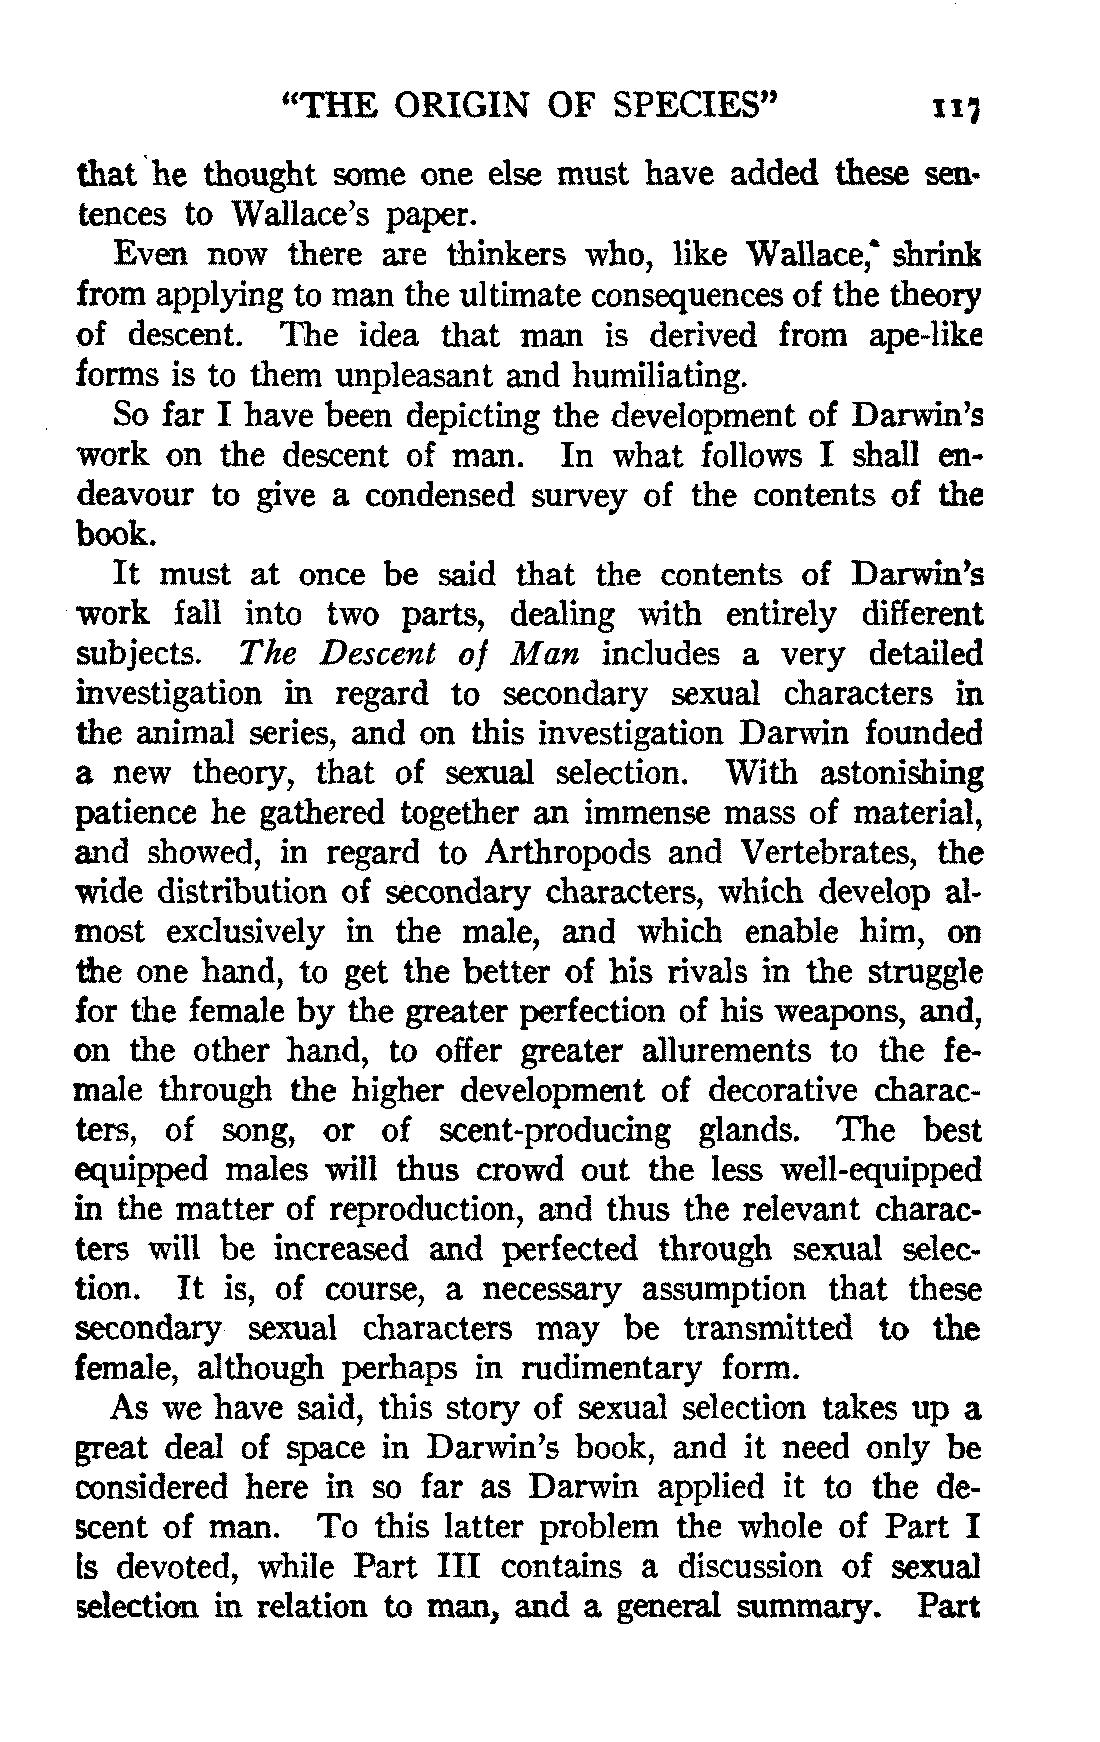 "THE ORIGIN OF SPECIES" 117
that he thought some one else must have added these sen-
tences to Wallace's paper.
Even now there are thinkers who, like Wallace, shrink
from applying to man the ultimate consequences of the theory
of descent. The idea that man is derived from ape-like
forms is to them unpleasant and humiliating.
So far I have been depicting the development of Darwin's
work on the descent of man. In what follows I shall en-
deavour to give a condensed survey of the contents of the
book.
It must at once be said that the contents of Darwin's
work fall into two parts, dealing with entirely different
subjects. The Descent of Man includes a very detailed
investigation in regard to secondary sexual characters in
the animal series, and on this investigation Darwin founded
a new theory, that of sexual selection. With astonishing
patience he gathered together an immense mass of material,
and showed, in regard to Arthropods and Vertebrates, the
wide distribution of secondary characters, which develop al-
most exclusively in the male, and which enable him, on
the one hand, to get the better of his rivals in the struggle
for the female by the greater perfection of his weapons, and,
on the other hand, to offer greater allurements to the fe-
male through the higher development of decorative charac-
ters, of song, or of scent-producing glands. The best
equipped males will thus crowd out the less well-equipped
in the matter of reproduction, and thus the relevant charac-
ters will be increased and perfected through sexual selec-
tion. It is, of course, a necessary assumption that these
secondary sexual characters may be transmitted to the
female, although perhaps in rudimentary form.
As we have said, this story of sexual selection takes up a
great deal of space in Darwin's book, and it need only be
considered here in so far as Darwin applied it to the de-
scent of man. To this latter problem the whole of Part I
is devoted, while Part III contains a discussion of sexual
selection in relation to man, and a general summary. Part